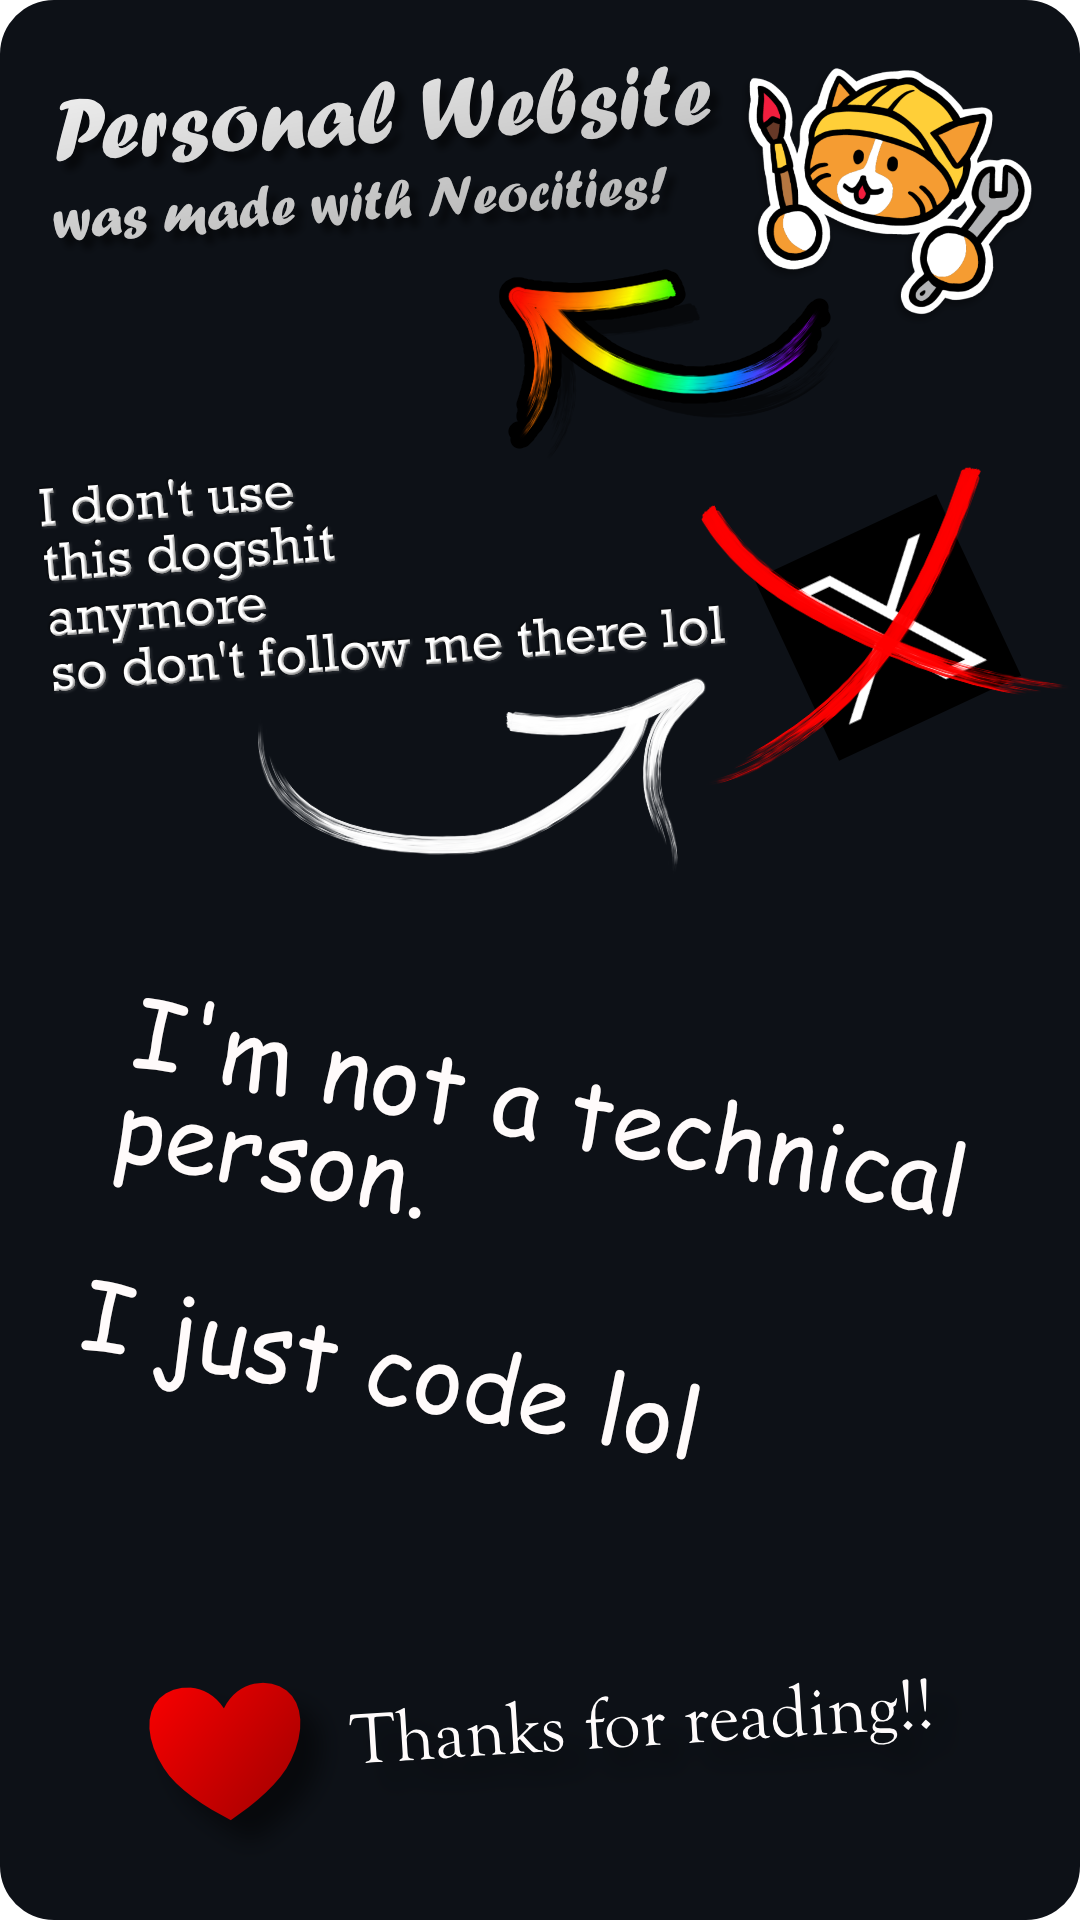 Personal Website
was made with Neocities!
I don't use
this dogshit
anymore
so don't follow me there lol
I'm not a technical
person.
I just code lol
Thanks for reading!!